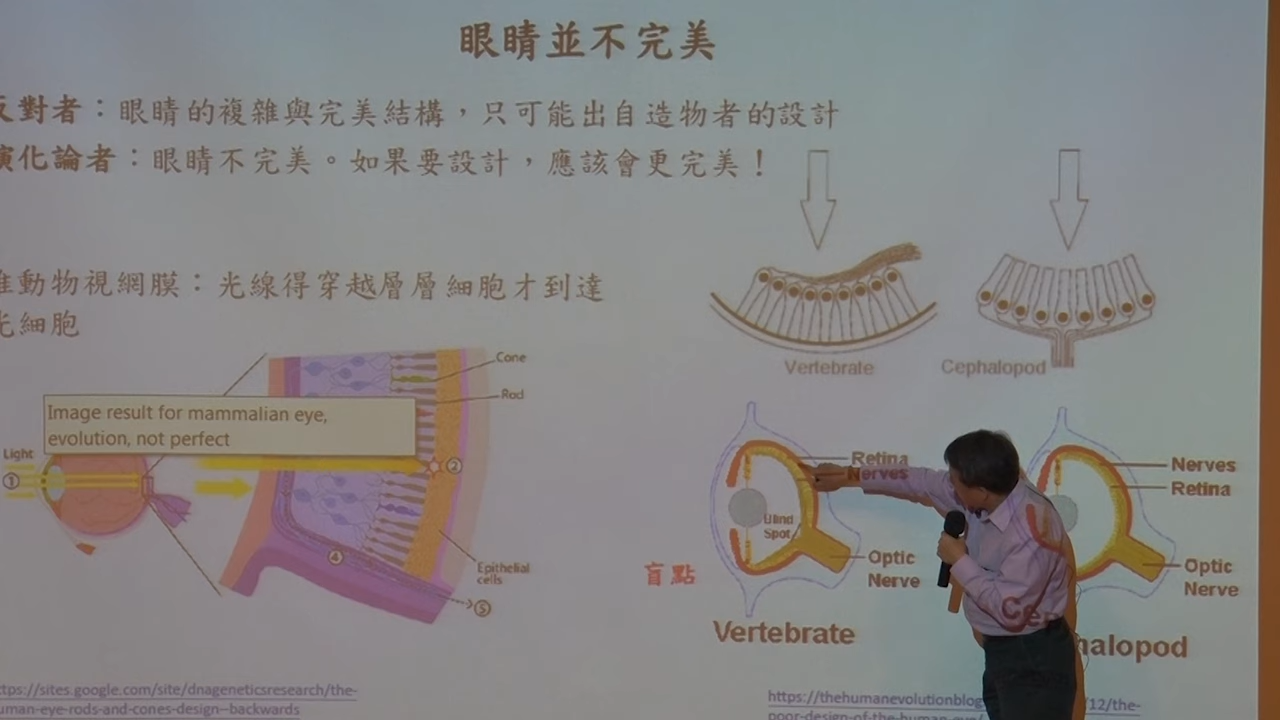 眼睛並不完美
反對者：眼睛的複雜與完美結構，只可能出自造物者的設計
演化論者：眼睛不完美。如果要設計，應該會更完美！
動物視網膜：光線得穿越層層細胞才到達
光細胞
Vertebrate
Cephalopod
Cone
Rod
Image result for mammalian eye,
evolution, not perfect
Light
①
②
④
⑤
Epithelial
cells
Retina
Nerves
Blind
Spot
Optic
Nerve
盲點
Vertebrate
Nerves
Retina
Optic
Nerve
Cephalopod
ttps://sites.google.com/site/dnageneticsresearch/the-
uman-eye-rods-and-cones-design--backwards
https://thehumanevolutionblog
12/the-
poor-design-of-the-human-eye/